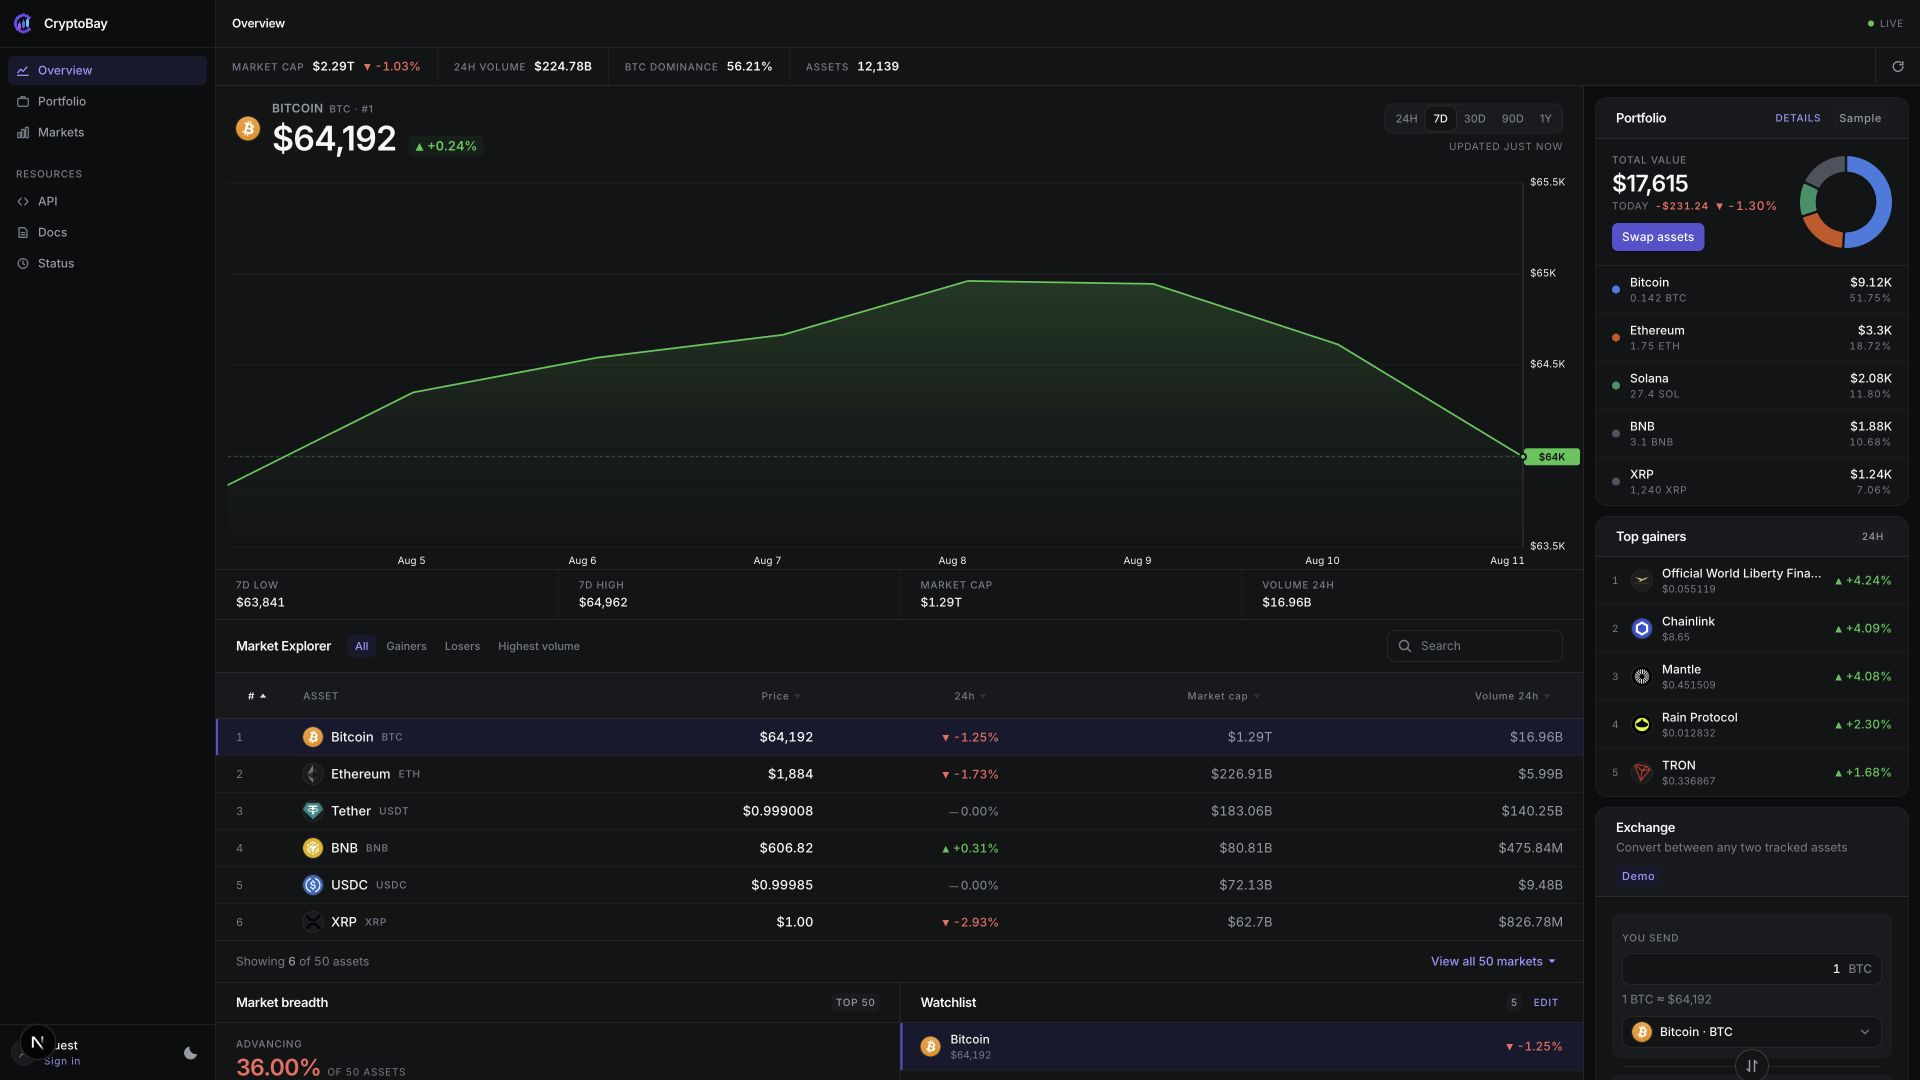 CryptoBay
Overview
Portfolio
Markets
RESOURCES
API
Docs
Status
N
uest
Sign in
Overview
LIVE
MARKET CAP $2.29T ▼ -1.03%
24H VOLUME $224.78B
BTC DOMINANCE 56.21%
ASSETS 12,139
BITCOIN BTC · #1
$64,192 ▲ +0.24%
24H 7D 30D 90D 1Y
UPDATED JUST NOW
$65.5K
$65K
$64.5K
$64K
$63.5K
Aug 5 Aug 6 Aug 7 Aug 8 Aug 9 Aug 10 Aug 11
7D LOW
$63,841
7D HIGH
$64,962
MARKET CAP
$1.29T
VOLUME 24H
$16.96B
Market Explorer All Gainers Losers Highest volume Search
# ASSET Price 24h Market cap Volume 24h
1 Bitcoin BTC $64,192 ▼ -1.25% $1.29T $16.96B
2 Ethereum ETH $1,884 ▼ -1.73% $226.91B $5.99B
3 Tether USDT $0.999008 — 0.00% $183.06B $140.25B
4 BNB BNB $606.82 ▲ +0.31% $80.81B $475.84M
5 USDC USDC $0.99985 — 0.00% $72.13B $9.48B
6 XRP XRP $1.00 ▼ -2.93% $62.7B $826.78M
Showing 6 of 50 assets View all 50 markets
Market breadth TOP 50
ADVANCING
36.00% OF 50 ASSETS
Watchlist 5 EDIT
Bitcoin
$64,192
▼ -1.25%
Portfolio DETAILS Sample
TOTAL VALUE
$17,615
TODAY -$231.24 ▼ -1.30%
Swap assets
Bitcoin $9.12K
0.142 BTC 51.75%
Ethereum $3.3K
1.75 ETH 18.72%
Solana $2.08K
27.4 SOL 11.80%
BNB $1.88K
3.1 BNB 10.68%
XRP $1.24K
1,240 XRP 7.06%
Top gainers 24H
1 Official World Liberty Fina... ▲ +4.24%
$0.055119
2 Chainlink ▲ +4.09%
$8.65
3 Mantle ▲ +4.08%
$0.451509
4 Rain Protocol ▲ +2.30%
$0.012832
5 TRON ▲ +1.68%
$0.336867
Exchange
Convert between any two tracked assets
Demo
YOU SEND
1 BTC
1 BTC ≈ $64,192
Bitcoin · BTC